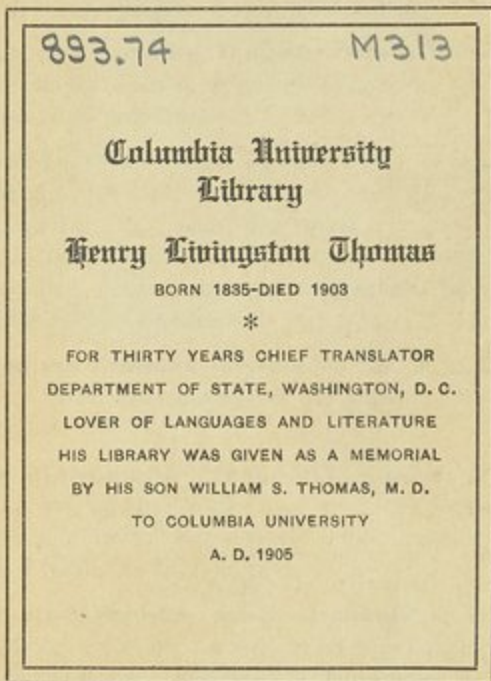 893.74 M313
Columbia University
Library
Henry Livingston Thomas
BORN 1835-DIED 1903
*
FOR THIRTY YEARS CHIEF TRANSLATOR
DEPARTMENT OF STATE, WASHINGTON, D. C.
LOVER OF LANGUAGES AND LITERATURE
HIS LIBRARY WAS GIVEN AS A MEMORIAL
BY HIS SON WILLIAM S. THOMAS, M. D.
TO COLUMBIA UNIVERSITY
A. D. 1905